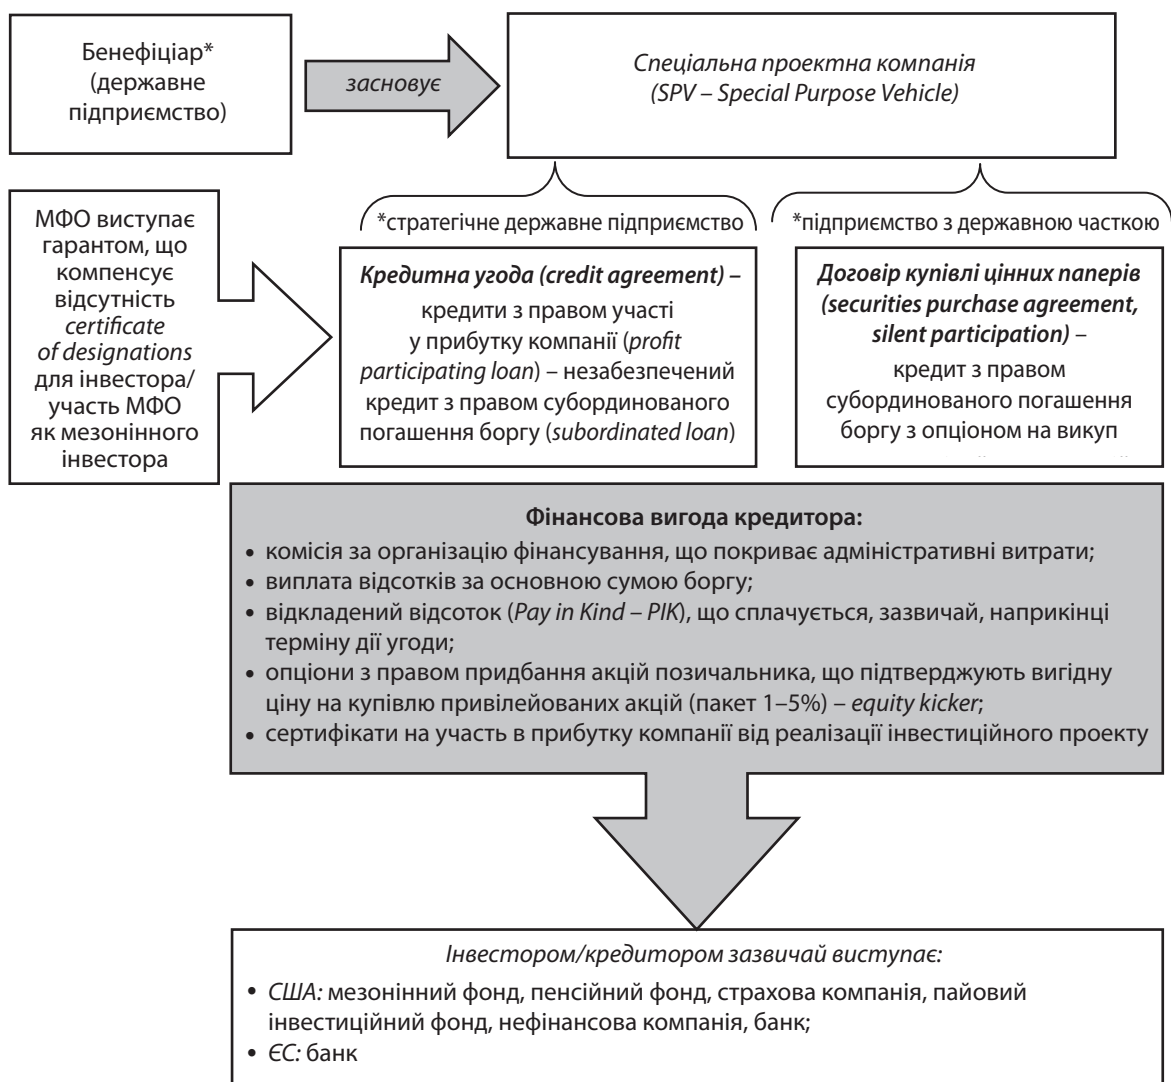 Бенефіціар*
(державне
підприємство)
засновує
Спеціальна проектна компанія
(SPV – Special Purpose Vehicle)
МФО виступає
гарантом, що
компенсує
відсутність
certificate
of designations
для інвестора/
участь МФО
як мезонінного
інвестора
*стратегічне державне підприємство
Кредитна угода (credit agreement) –
кредити з правом участі
у прибутку компанії (profit
participating loan) – незабезпечений
кредит з правом субординованого
погашення боргу (subordinated loan)
*підприємство з державною часткою
Договір купівлі цінних паперів
(securities purchase agreement,
silent participation) –
кредит з правом
субординованого погашення
боргу з опціоном на викуп
Фінансова вигода кредитора:
• комісія за організацію фінансування, що покриває адміністративні витрати;
• виплата відсотків за основною сумою боргу;
• відкладений відсоток (Pay in Kind – PIK), що сплачується, зазвичай, наприкінці
терміну дії угоди;
• опціони з правом придбання акцій позичальника, що підтверджують вигідну
ціну на купівлю привілейованих акцій (пакет 1–5%) – equity kicker;
• сертифікати на участь в прибутку компанії від реалізації інвестиційного проекту
Інвестором/кредитором зазвичай виступає:
• США: мезонінний фонд, пенсійний фонд, страхова компанія, пайовий
інвестиційний фонд, нефінансова компанія, банк;
• ЄС: банк